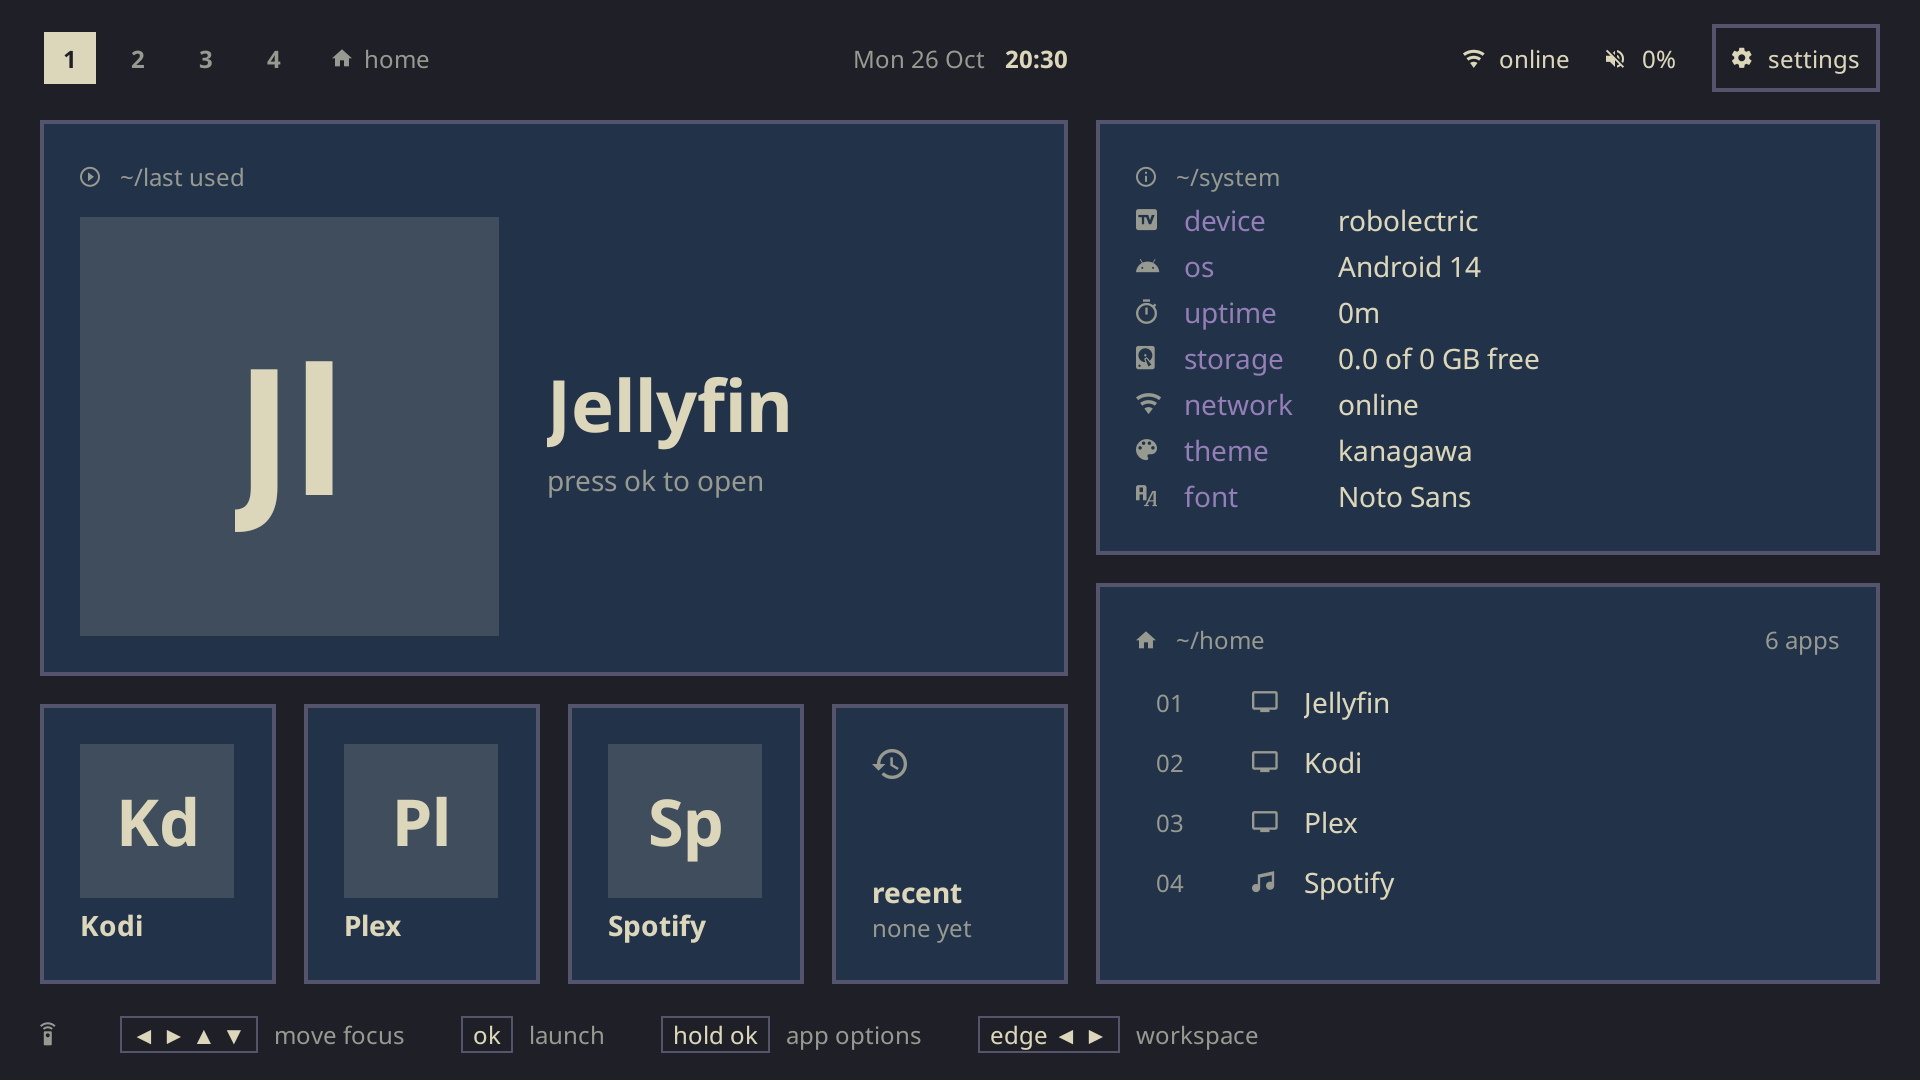 1 2 3 4 home Mon 26 Oct 20:30 online 0% settings
~/last used
Jl
Jellyfin
press ok to open
~/system
TV device robolectric
os Android 14
uptime 0m
storage 0.0 of 0 GB free
network online
theme kanagawa
font Noto Sans
Kd
Kodi
Pl
Plex
Sp
Spotify
recent
none yet
~/home 6 apps
01 Jellyfin
02 Kodi
03 Plex
04 Spotify
◀ ▶ ▲ ▼ move focus ok launch hold ok app options edge ◀ ▶ workspace